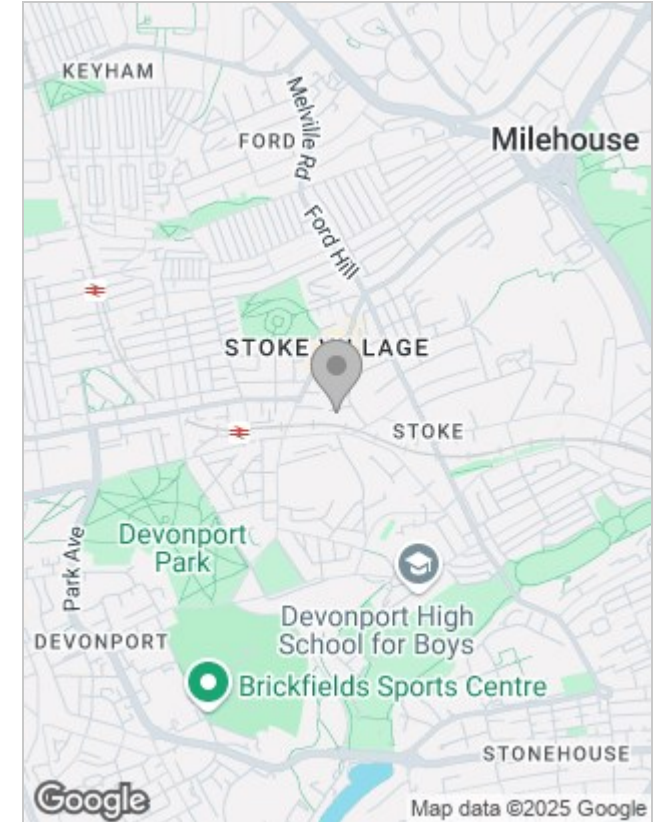 KEYHAM
Melville Rd
FORD
Milehouse
Ford Hill
STOKE VILLAGE
STOKE
Devonport
Park
Park Ave
Devonport High
School for Boys
DEVONPORT
Brickfields Sports Centre
STONEHOUSE
Google
Map data ©2025 Google